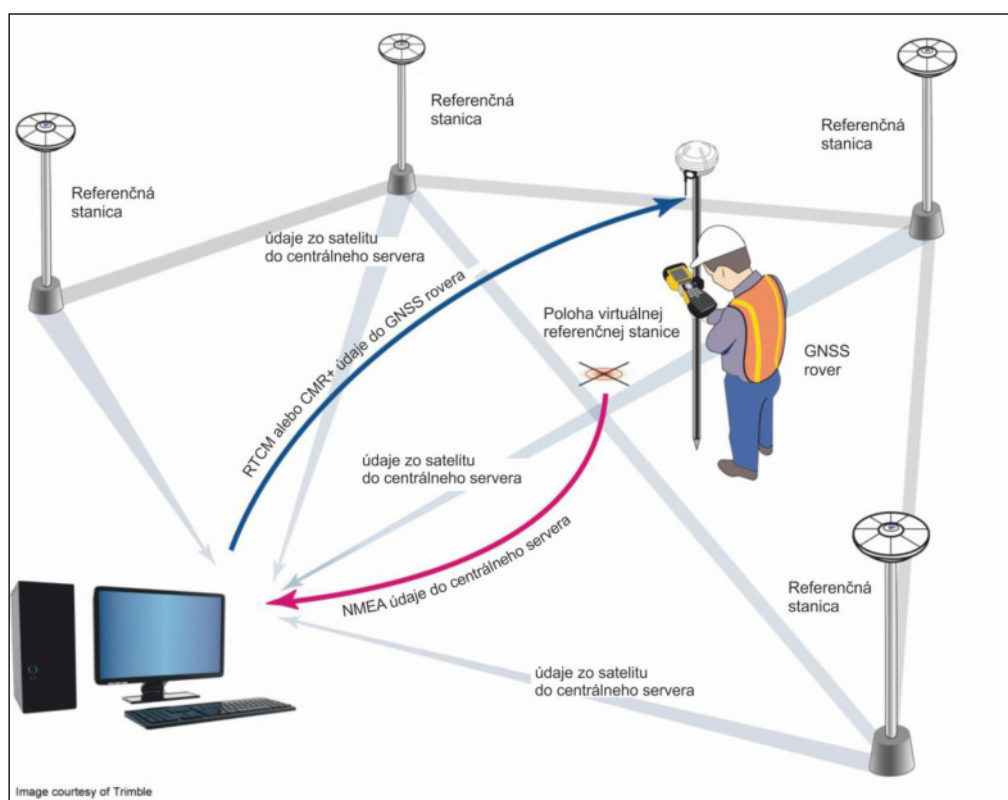 Referenčná
stanica
Referenčná
stanica
Referenčná
stanica
údaje zo satelitu
do centrálneho servera
RTCM alebo CMR+ údaje do GNSS rovera
Poloha virtuálnej
referenčnej stanice
GNSS
rover
údaje zo satelitu
do centrálneho servera
NMEA údaje do centrálneho servera
Referenčná
stanica
údaje zo satelitu
do centrálneho servera
Image courtesy of Trimble